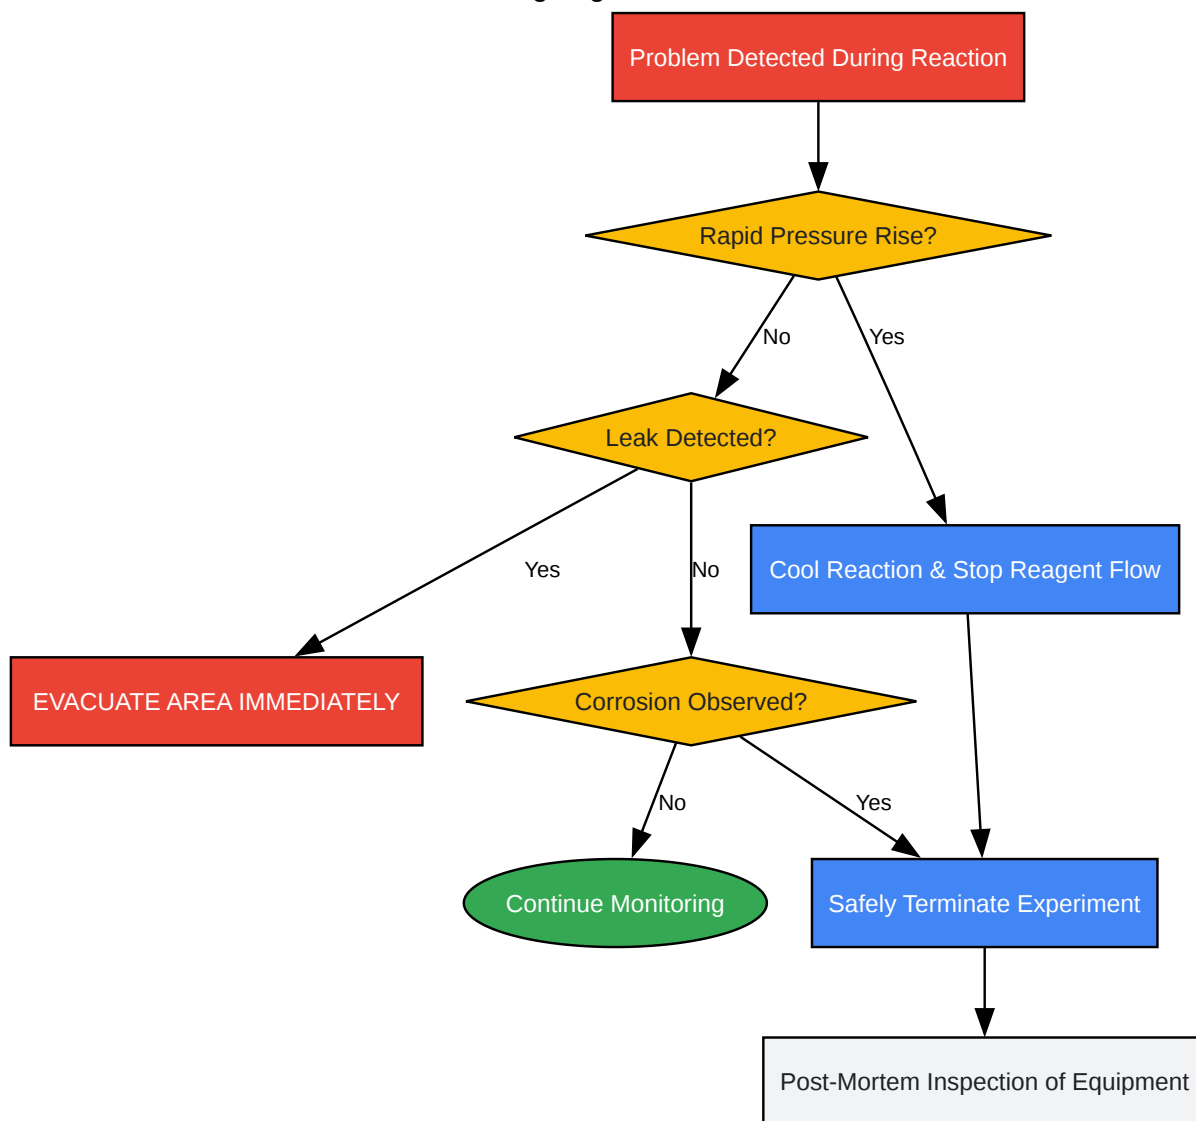 Problem Detected During Reaction
Rapid Pressure Rise?
No
Yes
Leak Detected?
Yes
No
Cool Reaction & Stop Reagent Flow
EVACUATE AREA IMMEDIATELY
Corrosion Observed?
No
Yes
Continue Monitoring
Safely Terminate Experiment
Post-Mortem Inspection of Equipment